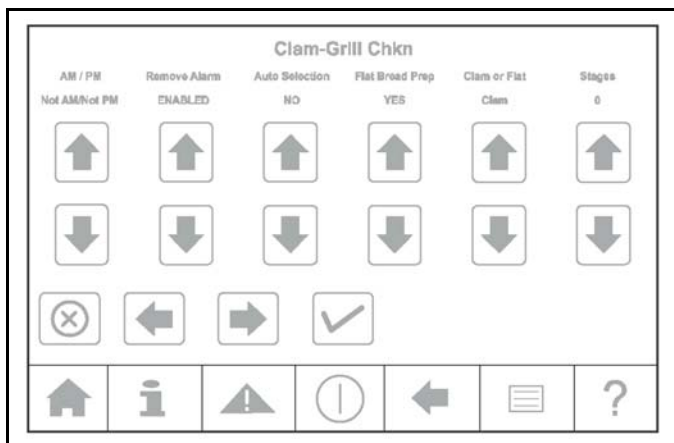 Clam-Grill Chkn
AM / PM Remove Alarm Auto Selection Flat Bread Prep Clam or Flat Stages
Not AM/Not PM ENABLED NO YES Clam 0
?